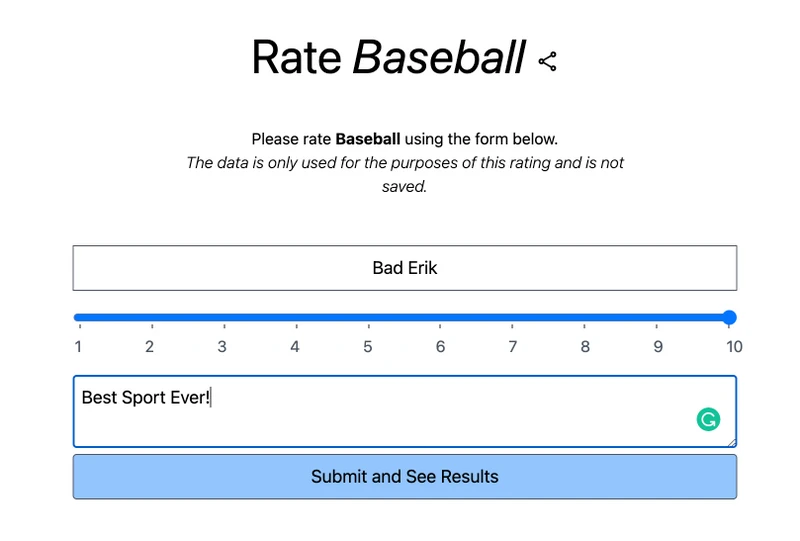 Rate Baseball
Please rate Baseball using the form below.
The data is only used for the purposes of this rating and is not
saved.
Bad Erik
1 2 3 4 5 6 7 8 9 10
Best Sport Ever!
Submit and See Results